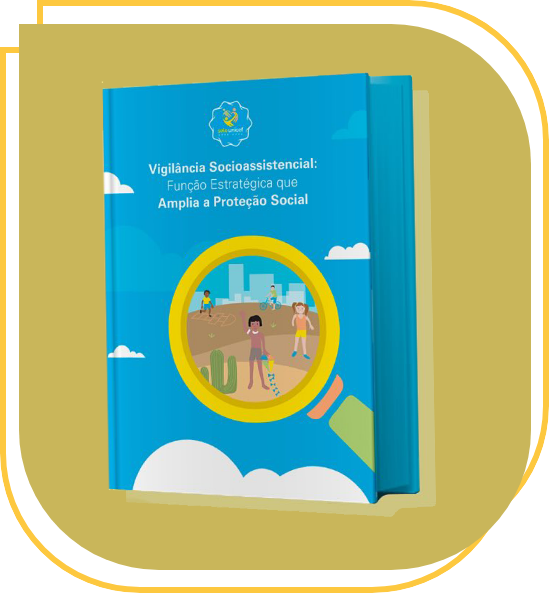 Vigilância Socioassistencial:
Função Estratégica que
Amplia a Proteção Social